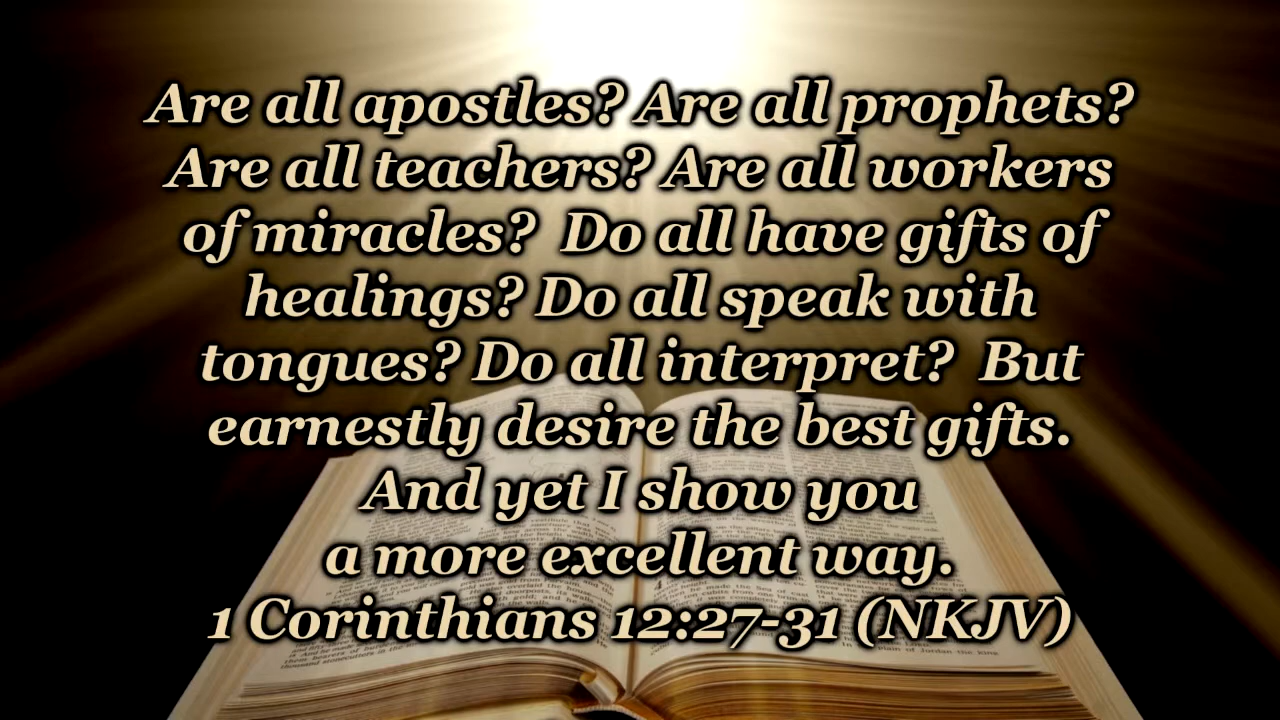 Are all apostles? Are all prophets?
Are all teachers? Are all workers
of miracles? Do all have gifts of
healings? Do all speak with
tongues? Do all interpret? But
earnestly desire the best gifts.
And yet I show you
a more excellent way.
1 Corinthians 12:27-31 (NKJV)